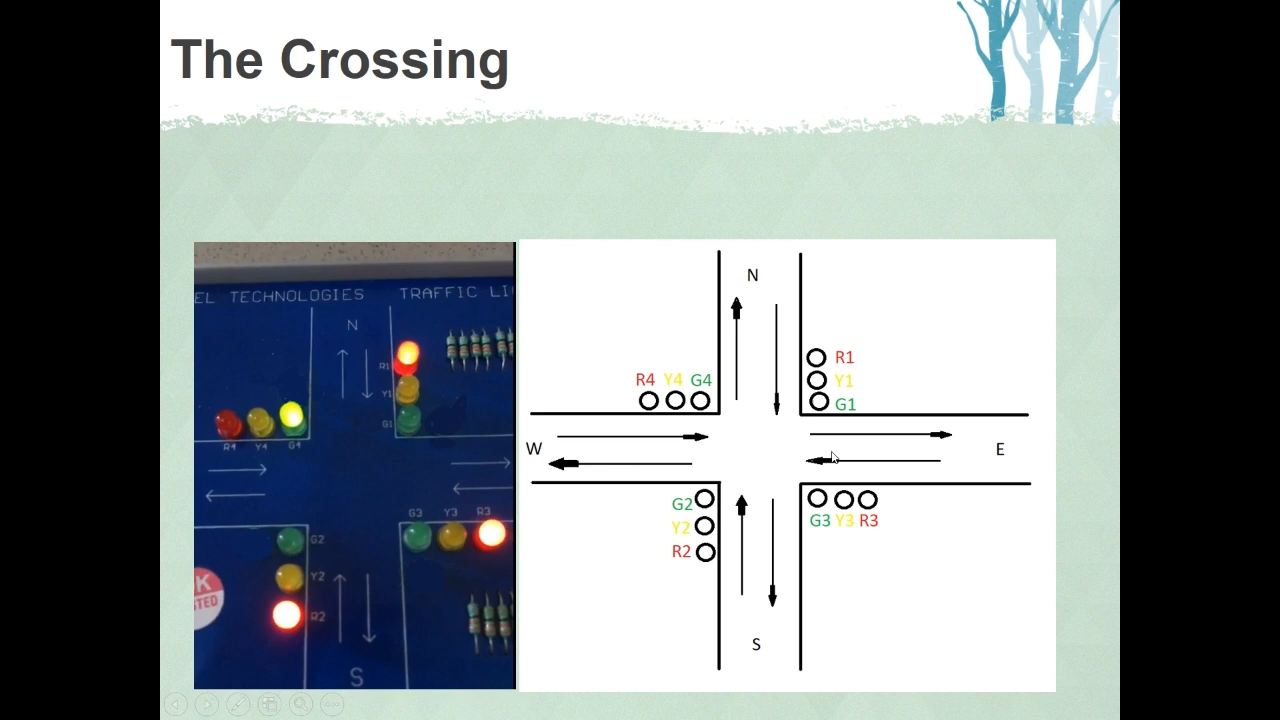 The Crossing
EL TECHNOLOGIES TRAFFIC LI
N
R1
Y1
G1
R4 Y4 G4
G3 Y3 R3
G2
Y2
R2
K
STED
S
N
R4 Y4 G4
R1
Y1
G1
W
E
G2
Y2
R2
G3 Y3 R3
S